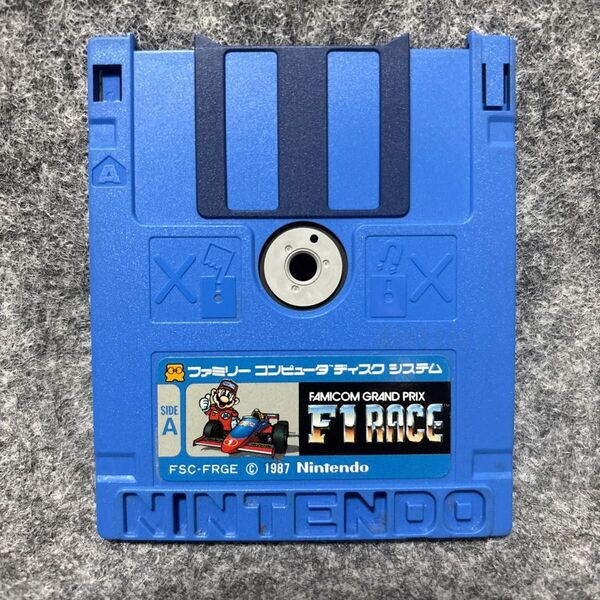 A
ファミリー コンピュータ ディスク システム
SIDE
A
FAMICOM GRAND PRIX
F1 RACE
FSC-FRGE © 1987 Nintendo
NINTENDO